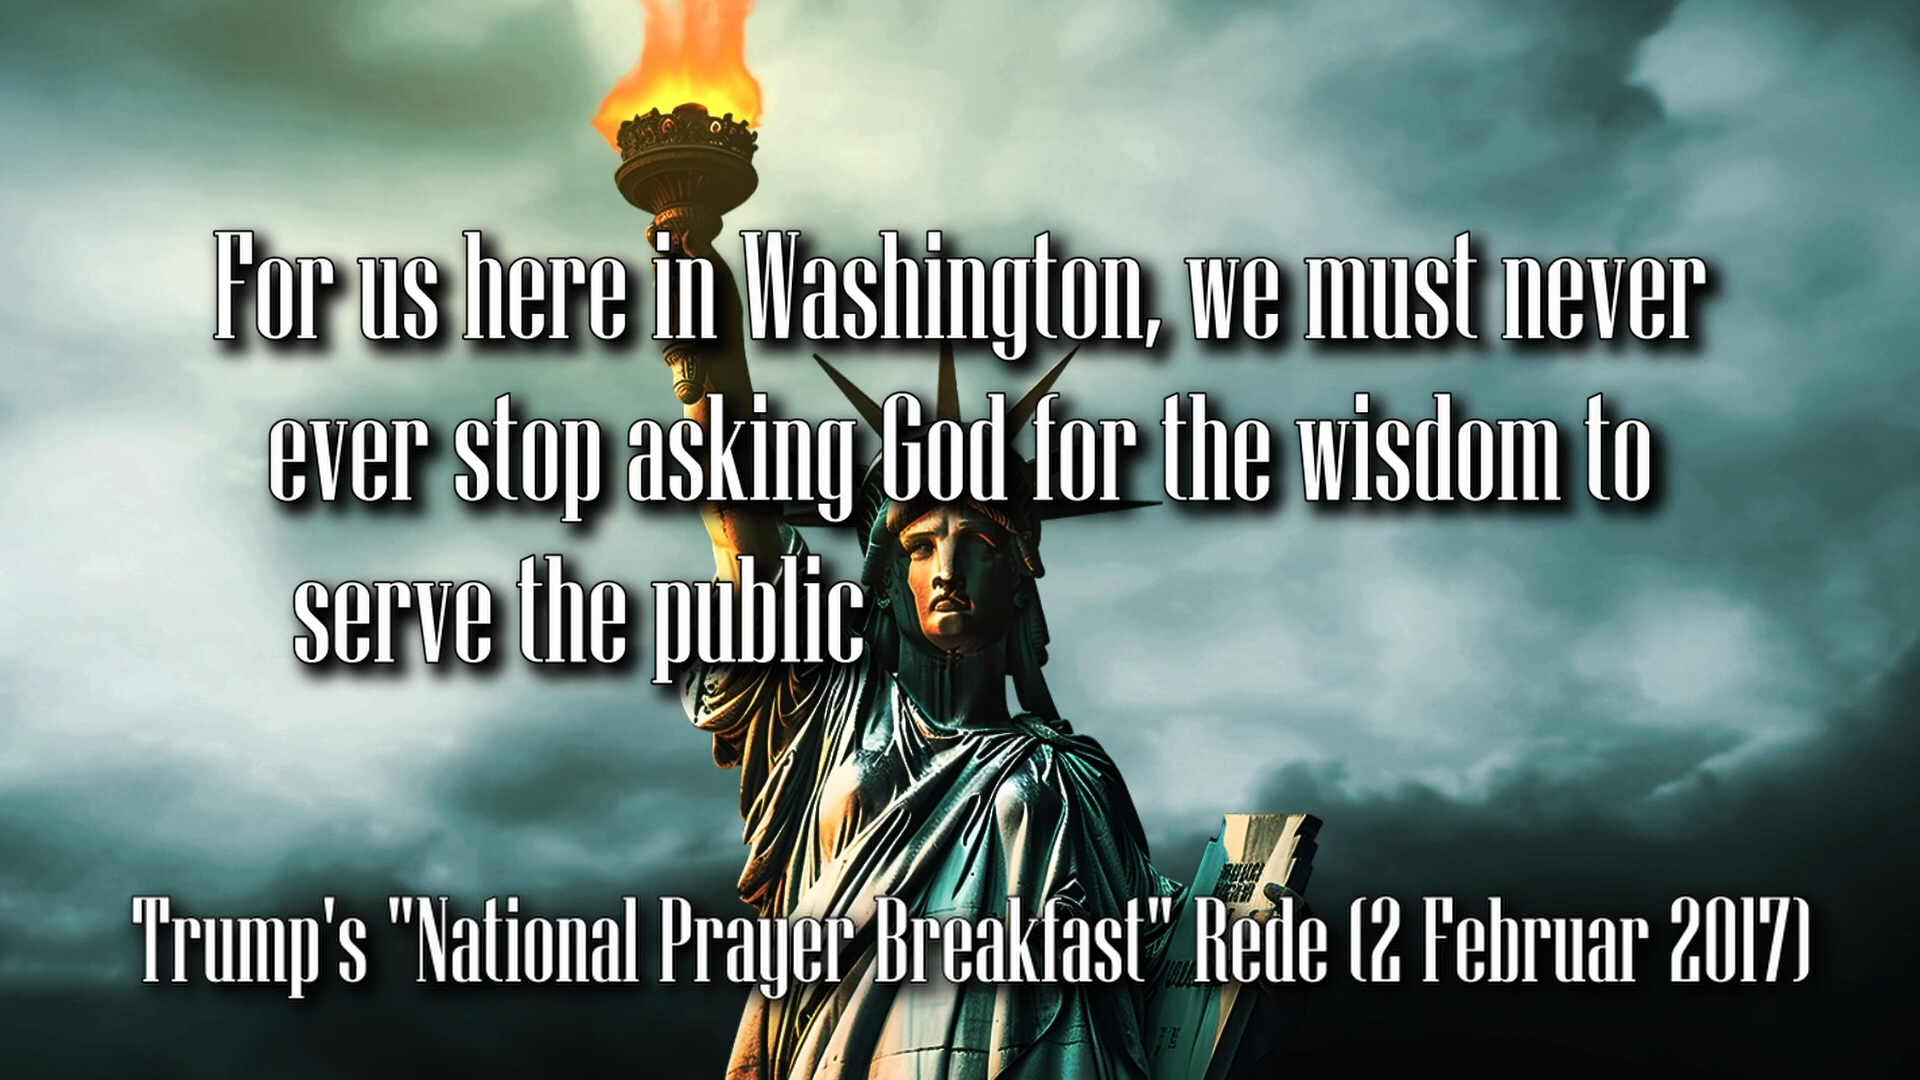 For us here in Washington, we must never
ever stop asking God for the wisdom to
serve the public
Trump's "National Prayer Breakfast" Rede (2 Februar 2017)